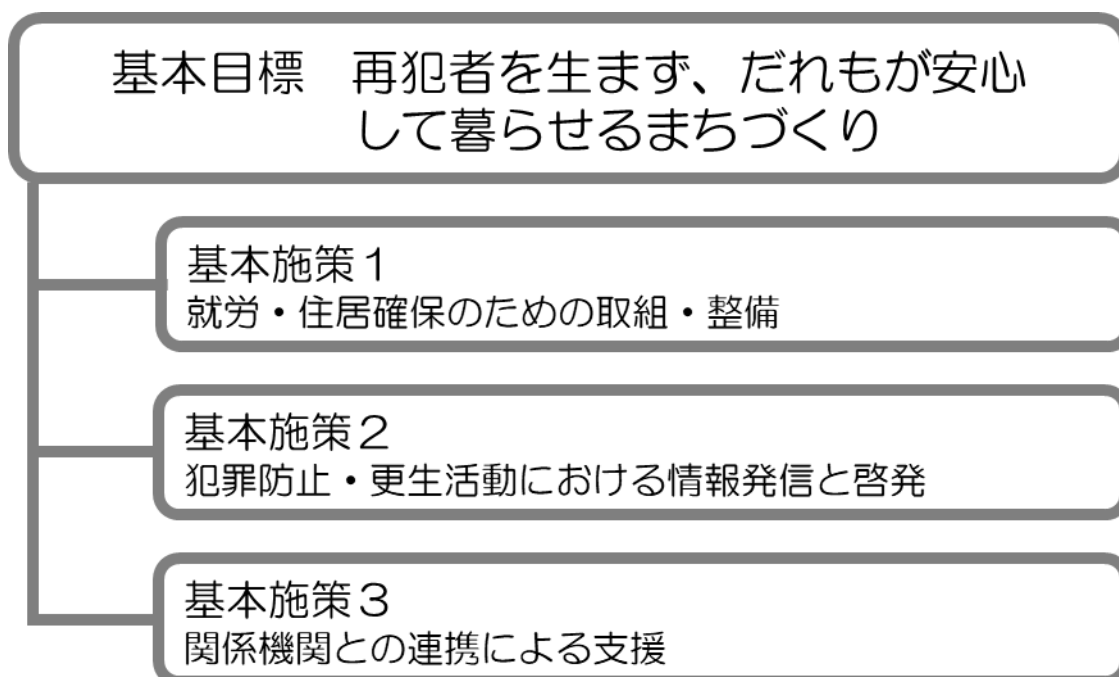 基本目標　再犯者を生まず、だれもが安心
して暮らせるまちづくり
基本施策１
就労・住居確保のための取組・整備
基本施策２
犯罪防止・更生活動における情報発信と啓発
基本施策３
関係機関との連携による支援